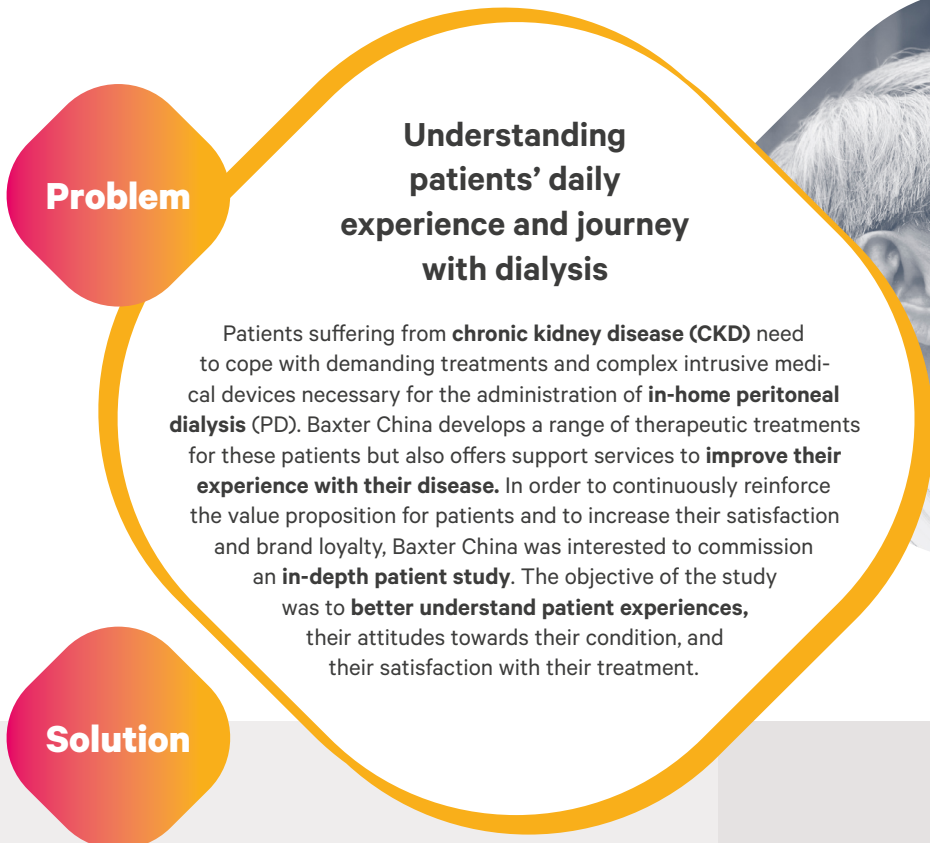 Problem
Understanding
patients’ daily
experience and journey
with dialysis
Patients suffering from chronic kidney disease (CKD) need
to cope with demanding treatments and complex intrusive medi-
cal devices necessary for the administration of in-home peritoneal
dialysis (PD). Baxter China develops a range of therapeutic treatments
for these patients but also offers support services to improve their
experience with their disease. In order to continuously reinforce
the value proposition for patients and to increase their satisfaction
and brand loyalty, Baxter China was interested to commission
an in-depth patient study. The objective of the study
was to better understand patient experiences,
their attitudes towards their condition, and
their satisfaction with their treatment.
Solution